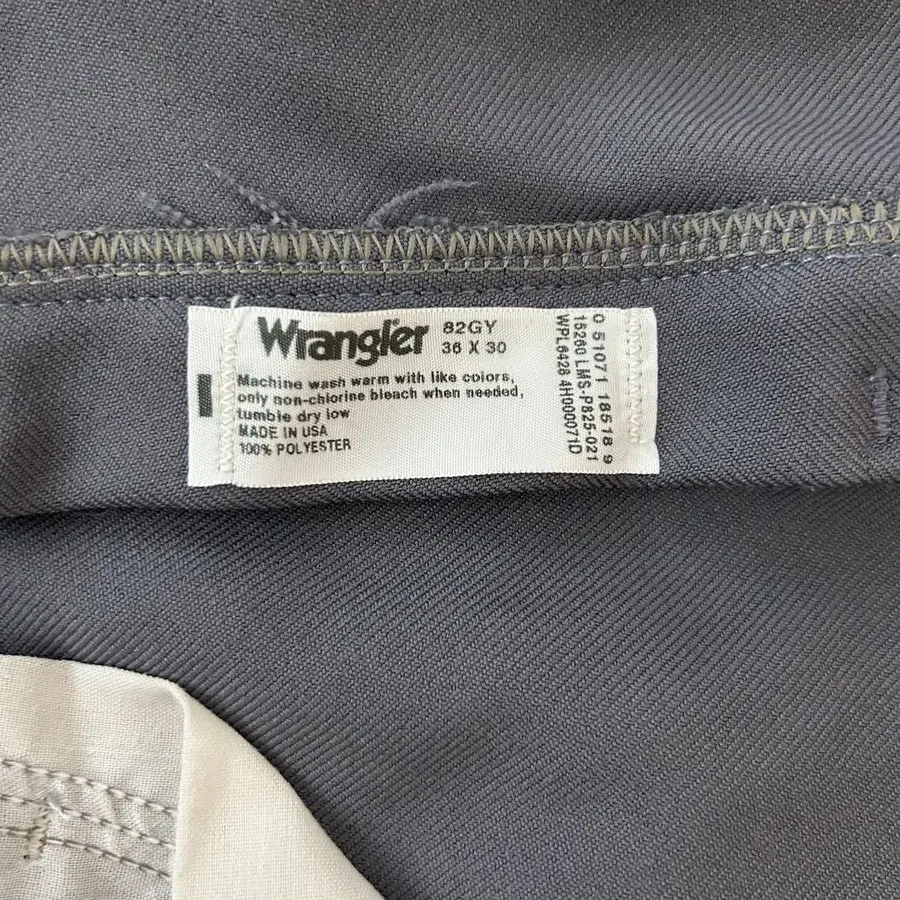 Wrangler 82GY
36 X 30
Machine wash warm with like colors,
only non-chlorine bleach when needed,
tumble dry low
MADE IN USA
100% POLYESTER
0 51071 18518 9
15260 LMS-P825-021
WPL6428 4H000071D